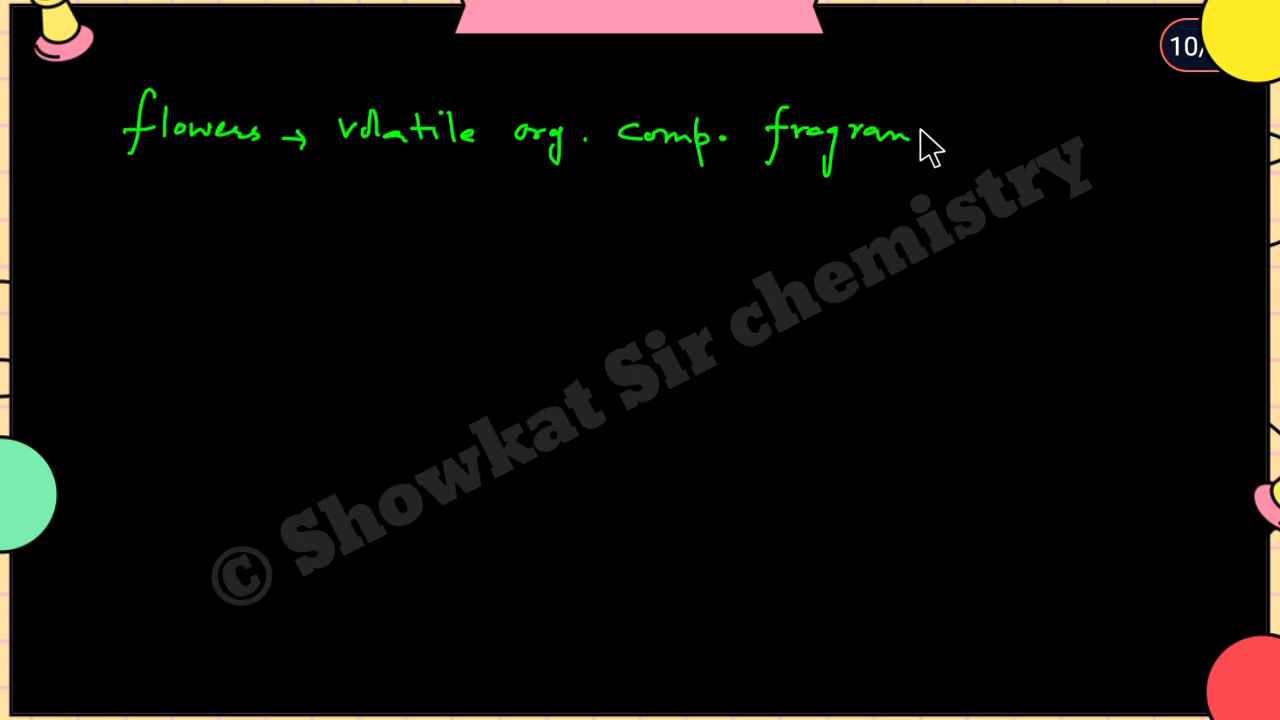 10/
flowers → volatile org. comp. fragran
© Showkat Sir chemistry